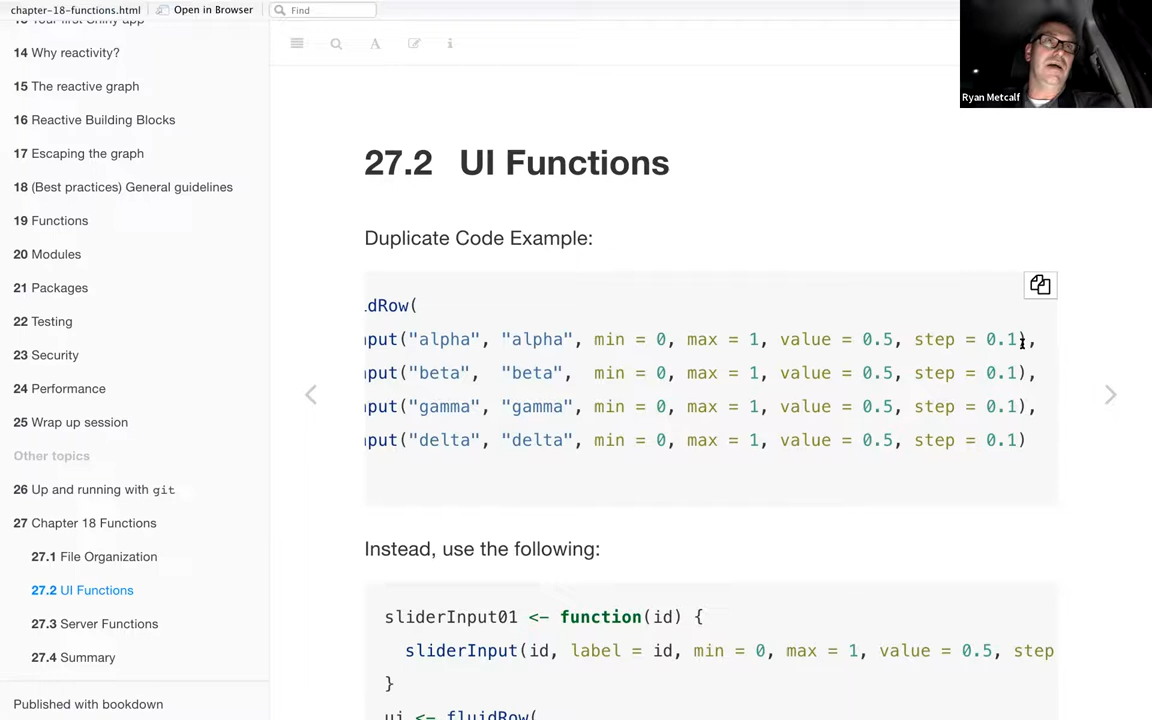 chapter-18-functions.html
Open in Browser
Find
Ryan Metcalf
14 Why reactivity?
15 The reactive graph
16 Reactive Building Blocks
17 Escaping the graph
18 (Best practices) General guidelines
19 Functions
20 Modules
21 Packages
22 Testing
23 Security
24 Performance
25 Wrap up session
Other topics
26 Up and running with git
27 Chapter 18 Functions
27.1 File Organization
27.2 UI Functions
27.3 Server Functions
27.4 Summary
Published with bookdown
27.2 UI Functions
Duplicate Code Example:
idRow(
nput("alpha", "alpha", min = 0, max = 1, value = 0.5, step = 0.1),
nput("beta", "beta", min = 0, max = 1, value = 0.5, step = 0.1),
nput("gamma", "gamma", min = 0, max = 1, value = 0.5, step = 0.1),
nput("delta", "delta", min = 0, max = 1, value = 0.5, step = 0.1)
Instead, use the following:
sliderInput01 <- function(id) {
sliderInput(id, label = id, min = 0, max = 1, value = 0.5, step
}
ui <- fluidRow(